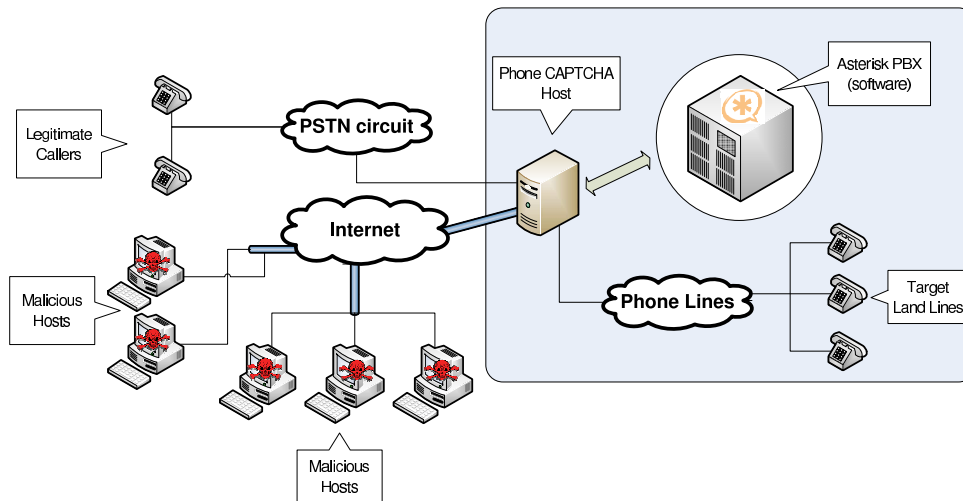 Phone CAPTCHA
Host
Asterisk PBX
(software)
Legitimate
Callers
PSTN circuit
Internet
Malicious
Hosts
Phone Lines
Target
Land Lines
Malicious
Hosts